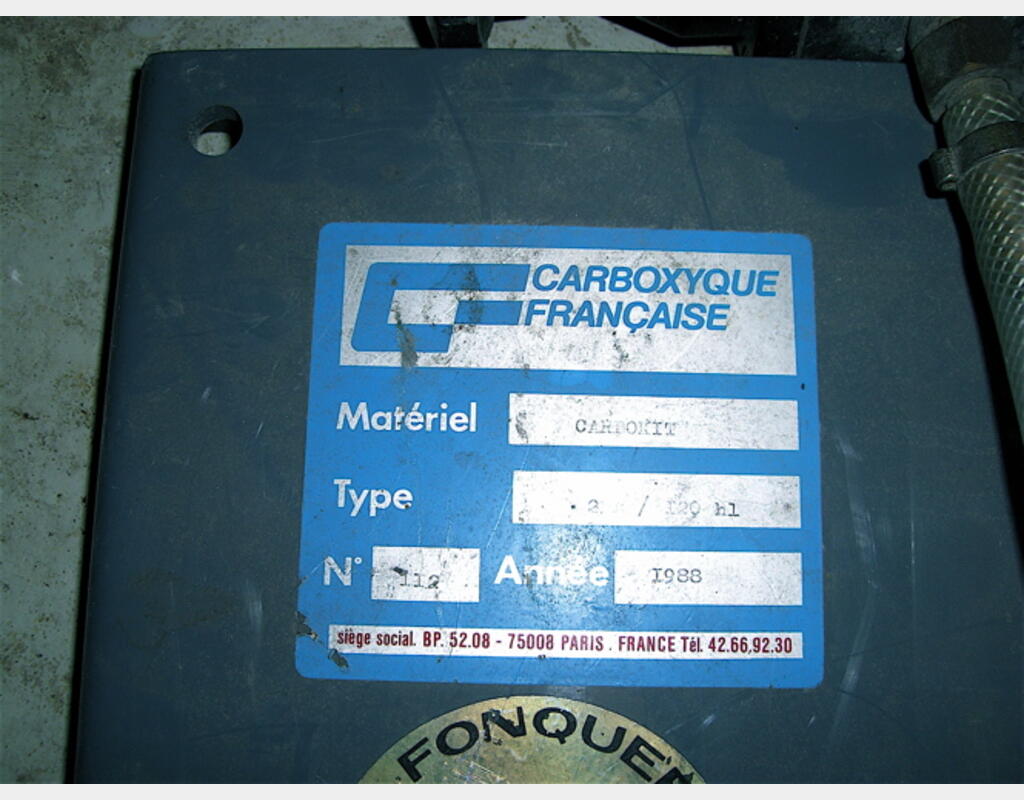 CARBOXYQUE
FRANÇAISE
Matériel CARBOKIT
Type / 120 hl
N° 112 Année 1988
siège social. BP. 52.08 - 75008 PARIS . FRANCE Tél. 42.66.92.30